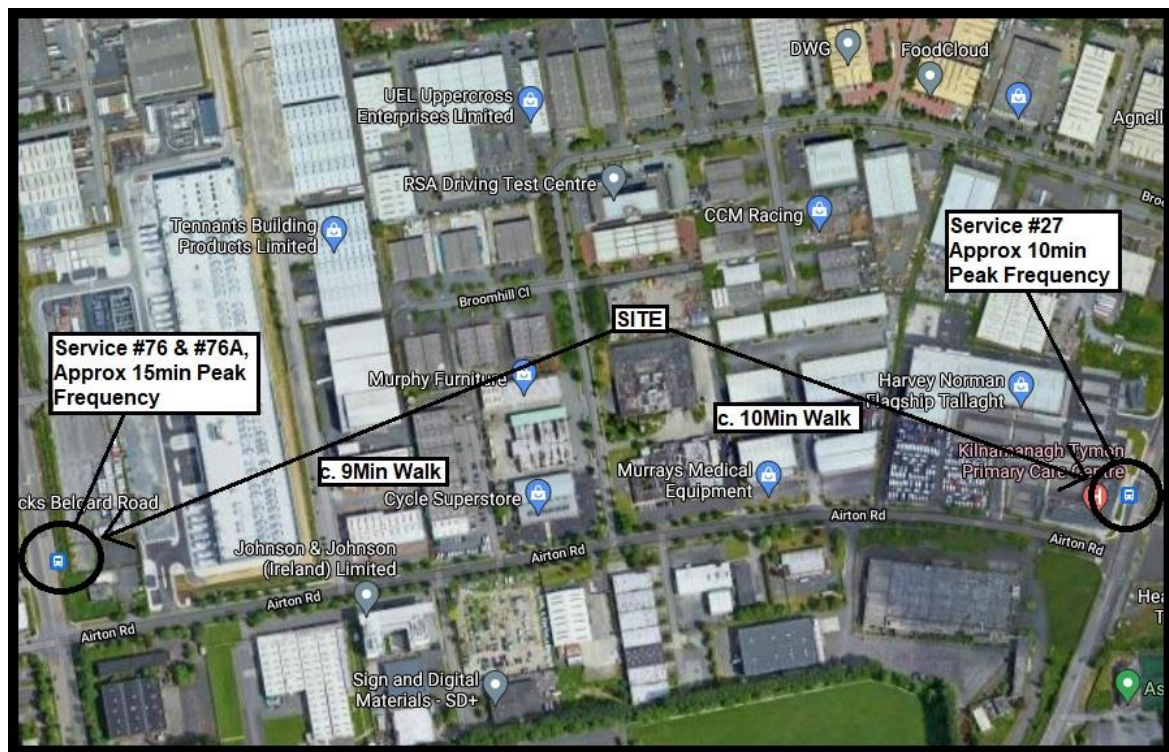 DWG
FoodCloud
UEL Uppercross
Enterprises Limited
Agnell
RSA Driving Test Centre
CCM Racing
Bro
Service #27
Approx 10min
Peak Frequency
Tennants Building
Products Limited
Broomhill Cl
SITE
Service #76 & #76A,
Approx 15min Peak
Frequency
Murphy Furniture
Harvey Norman
Flagship Tallaght
c. 10Min Walk
c. 9Min Walk
Kilnamanagh Tymon
Primary Care Centre
Murrays Medical
Equipment
Cycle Superstore
cks Belgard Road
Airton Rd
Airton Rd
Johnson & Johnson
(Ireland) Limited
Airton Rd
Airton Rd
Hea
T
Airton Rd
Sign and Digital
Materials - SD+
As